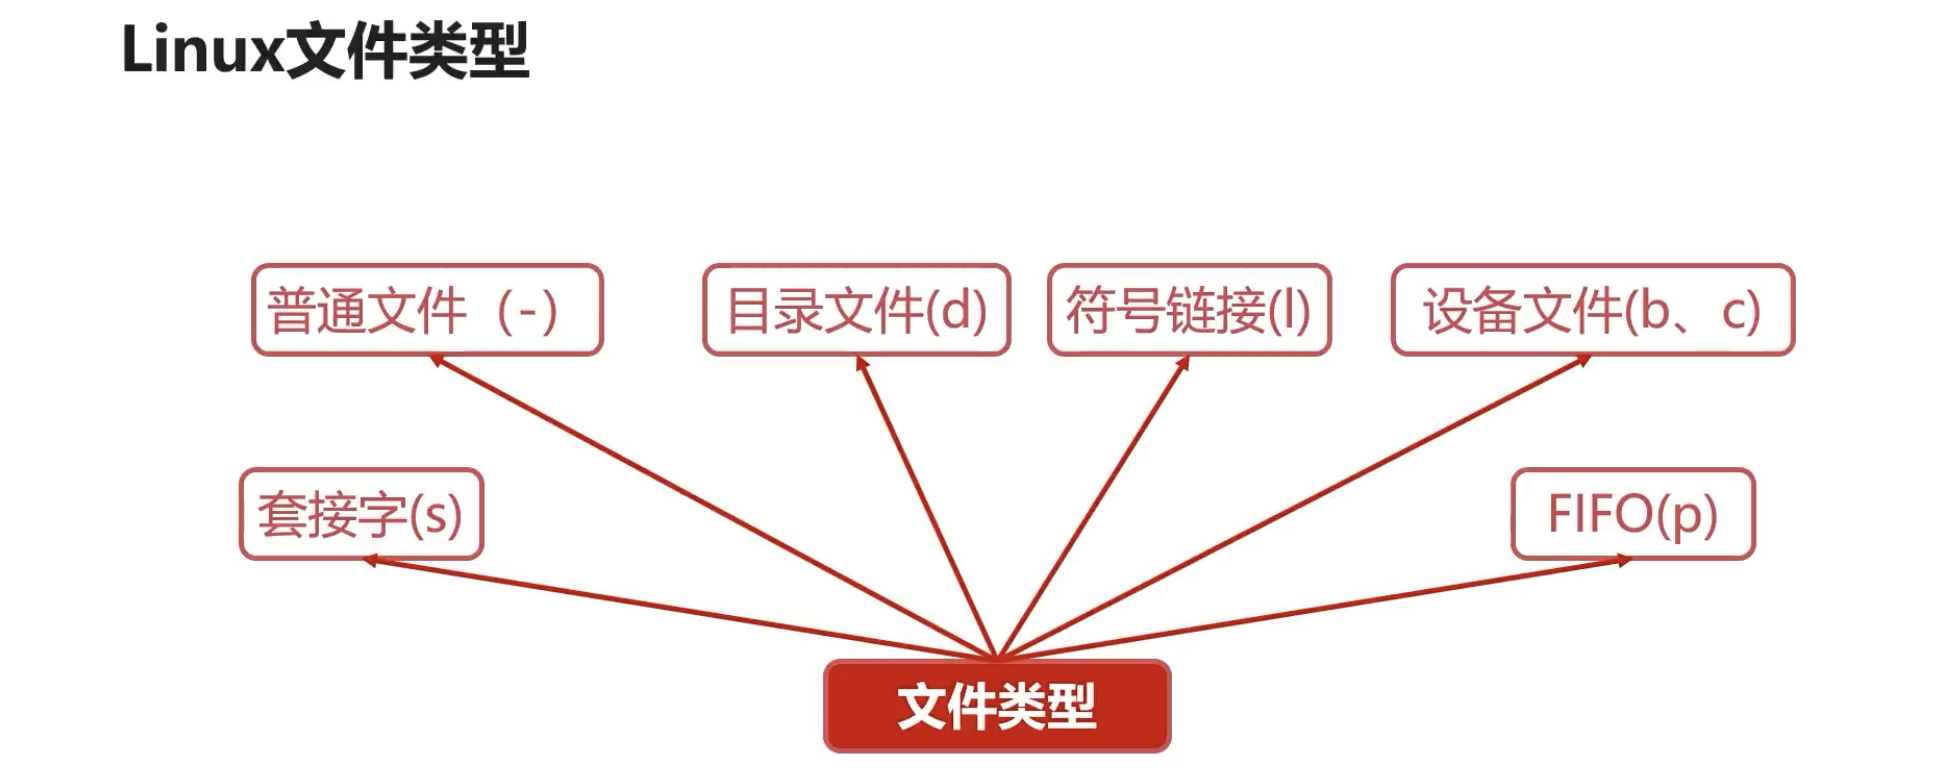 Linux文件类型
普通文件（-）
目录文件(d)
符号链接(l)
设备文件(b、c)
套接字(s)
FIFO(p)
文件类型